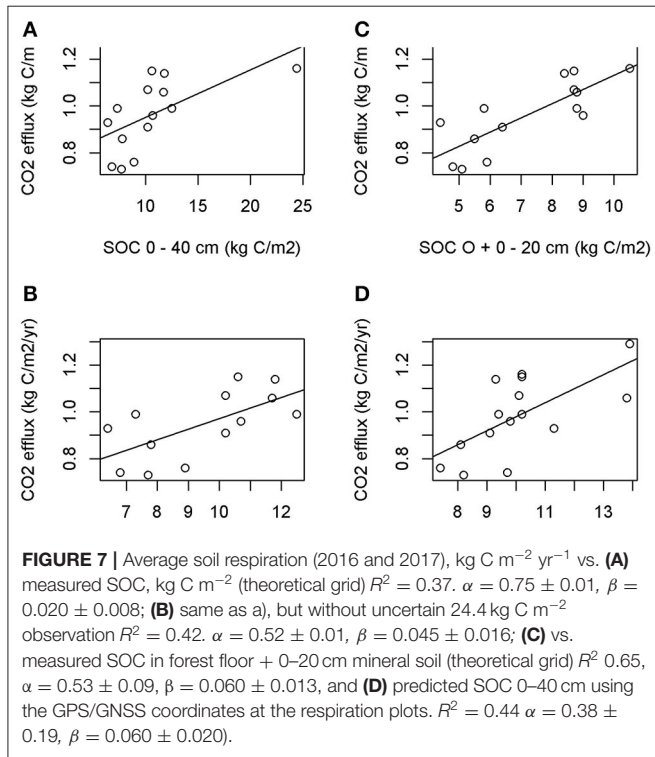 A
CO2 efflux (kg C/m
1.2
1.0
0.8
10 15 20 25
SOC 0 - 40 cm (kg C/m2)
C
CO2 efflux (kg C/m
1.2
1.0
0.8
5 6 7 8 9 10
SOC O + 0 - 20 cm (kg C/m2)
B
CO2 efflux (kg C/m2/yr)
1.2
1.0
0.8
7 8 9 10 12
D
CO2 efflux (kg C/m2/yr)
1.2
1.0
0.8
8 9 10 11 13
FIGURE 7 | Average soil respiration (2016 and 2017), kg C m⁻² yr⁻¹ vs. (A)
measured SOC, kg C m⁻² (theoretical grid) R² = 0.37. α = 0.75 ± 0.01, β =
0.020 ± 0.008; (B) same as a), but without uncertain 24.4 kg C m⁻²
observation R² = 0.42. α = 0.52 ± 0.01, β = 0.045 ± 0.016; (C) vs.
measured SOC in forest floor + 0–20 cm mineral soil (theoretical grid) R² 0.65,
α = 0.53 ± 0.09, β = 0.060 ± 0.013, and (D) predicted SOC 0–40 cm using
the GPS/GNSS coordinates at the respiration plots. R² = 0.44 α = 0.38 ±
0.19, β = 0.060 ± 0.020).